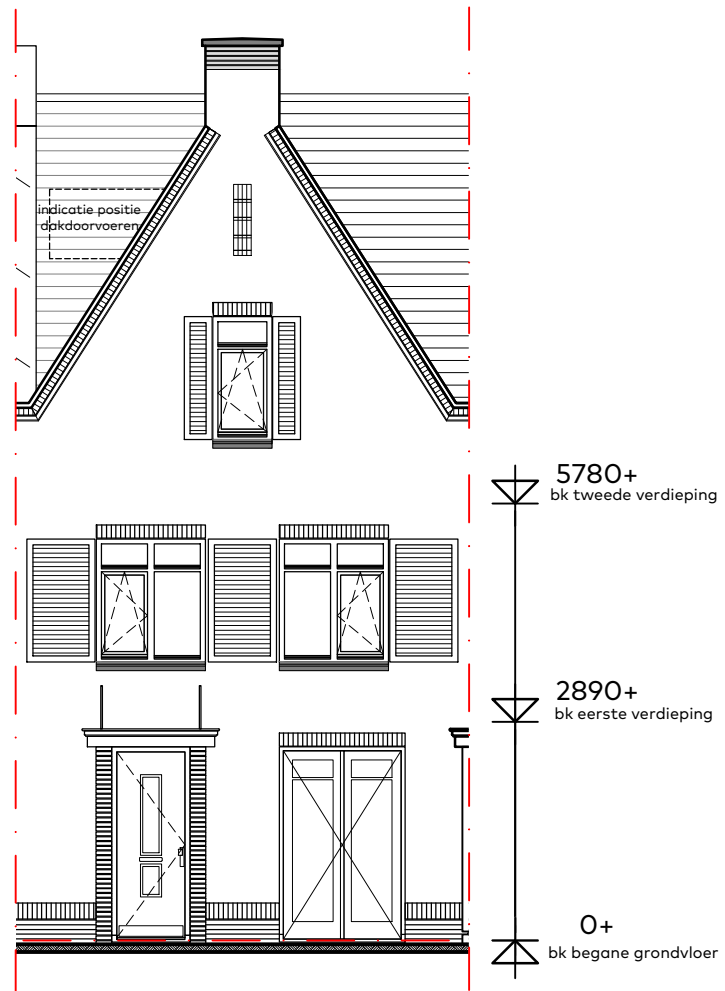 indicatie positie
dakdoorvoeren
5780+
bk tweede verdieping
2890+
bk eerste verdieping
0+
bk begane grondvloer